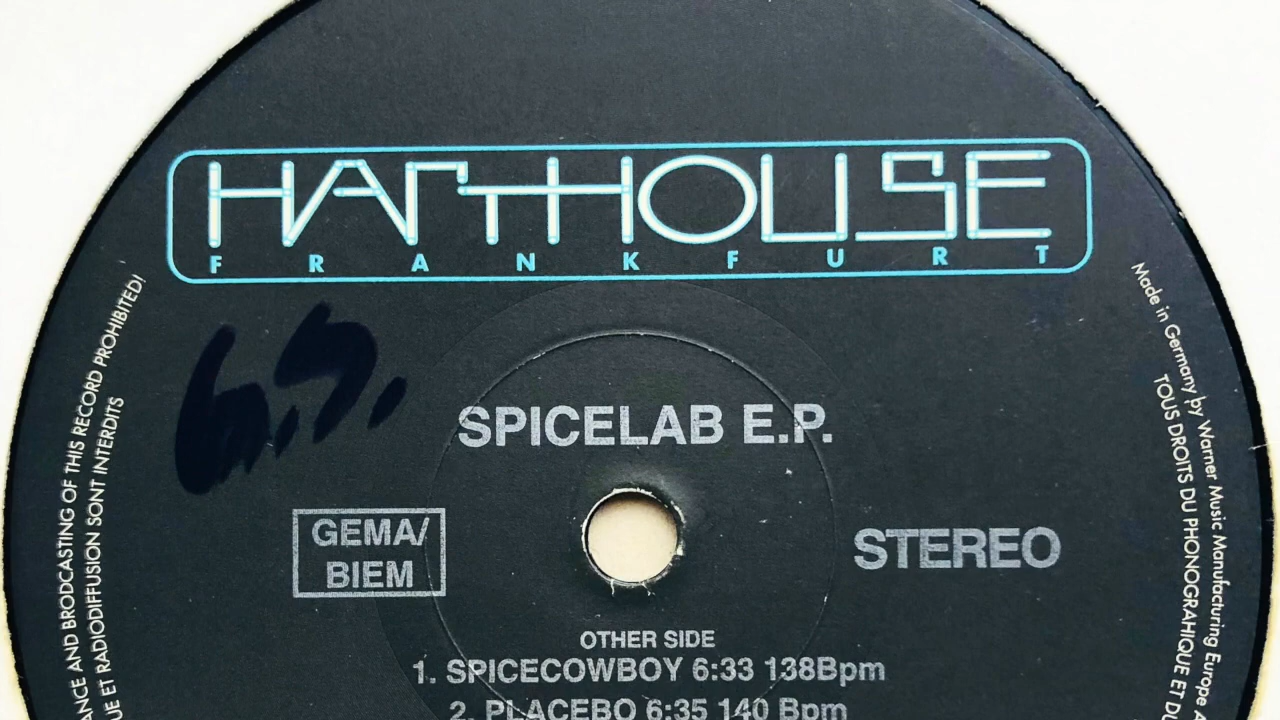 HARTHOUSE
FRANKFURT
SPICELAB E.P.
GEMA/
BIEM
STEREO
OTHER SIDE
1. SPICECOWBOY 6:33 138Bpm
2. PLACEBO 6:35 140 Bpm
AND BRODCASTING OF THIS RECORD PROHIBITED!
ET RADIODIFFUSION SONT INTERDITS
Made in Germany by Warner Music Manufacturing Europe
TOUS DROITS DU PHONOGRAHIQUE ET